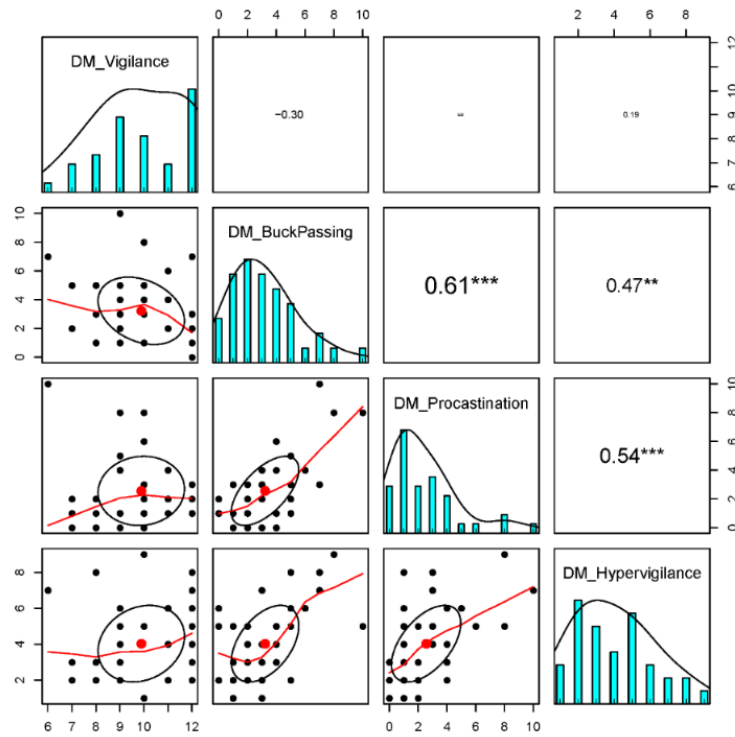 0 2 4 6 8 10
2 4 6 8
DM_Vigilance
−0.30
0.19
6 7 8 9 10 11 12
0 2 4 6 8 10
DM_BuckPassing
0.61***
0.47**
DM_Procastination
0.54***
0 2 4 6 8 10
2 4 6 8
DM_Hypervigilance
6 7 8 9 10 11 12
0 2 4 6 8 10